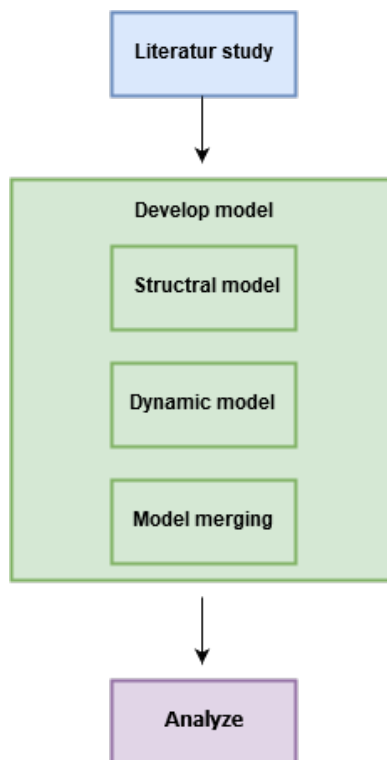 Literatur study
Develop model
Structral model
Dynamic model
Model merging
Analyze